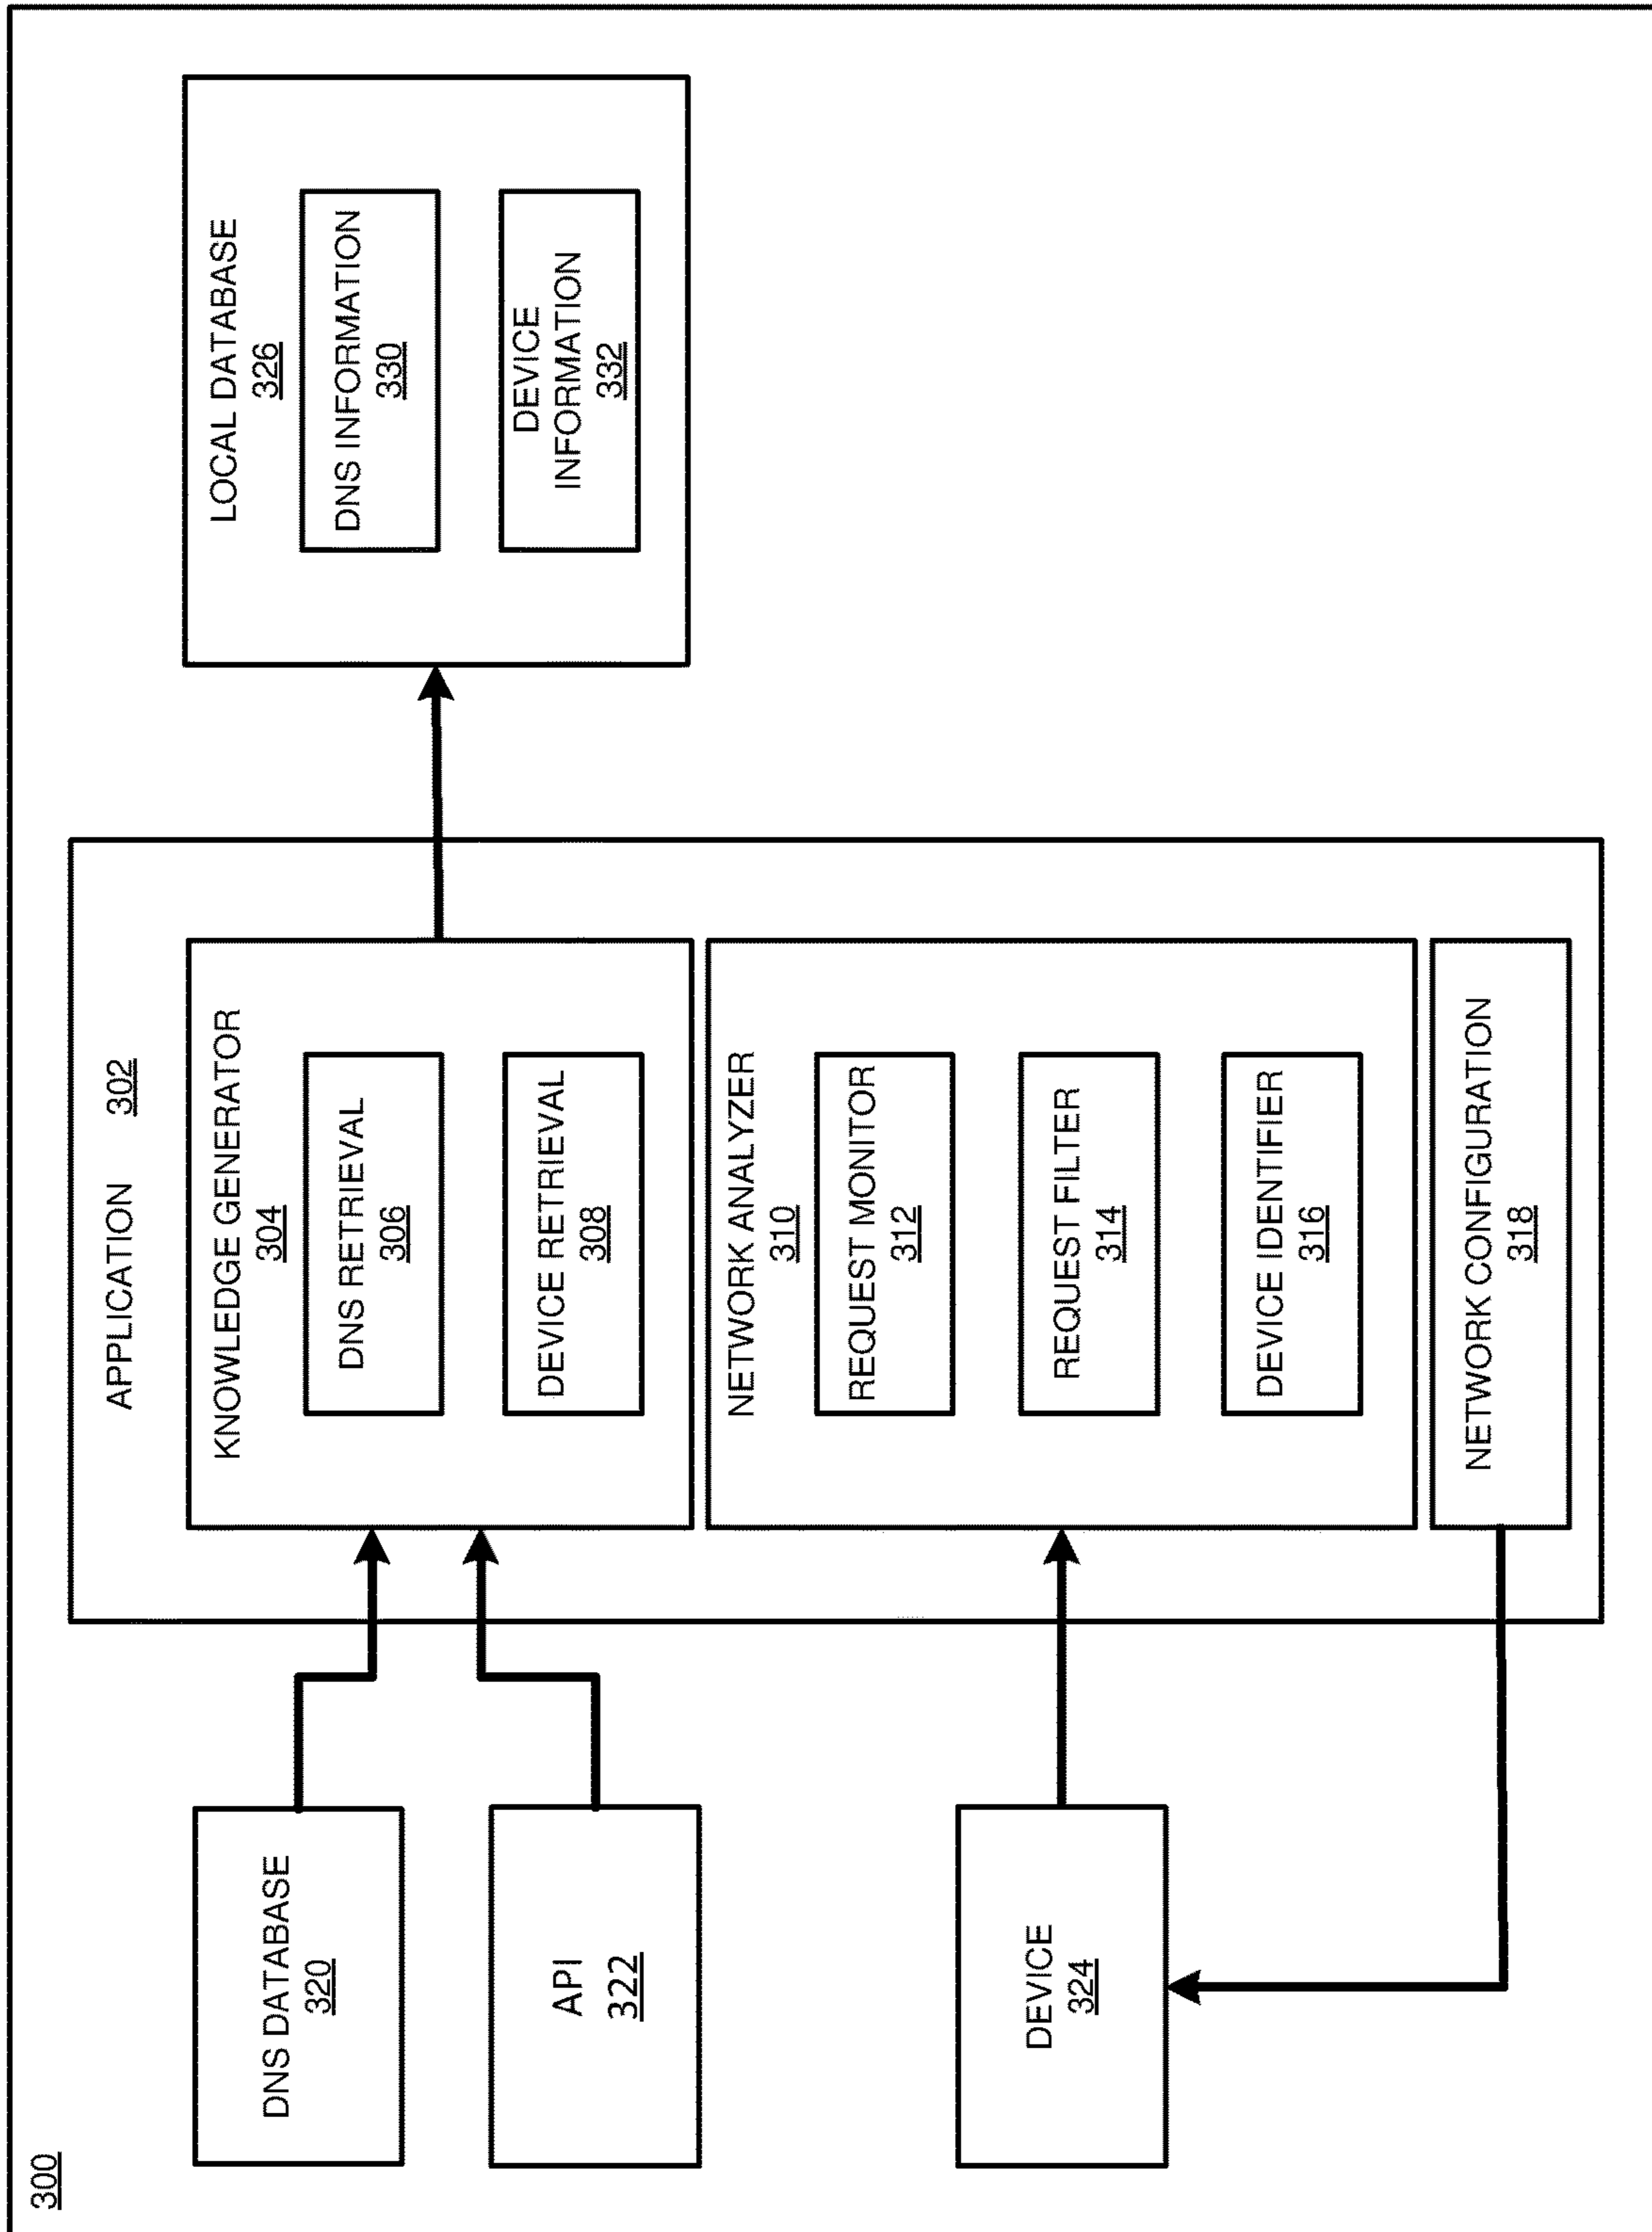 300
DNS DATABASE
320
API
322
DEVICE
324
APPLICATION 302
KNOWLEDGE GENERATOR
304
DNS RETRIEVAL
306
DEVICE RETRIEVAL
308
NETWORK ANALYZER
310
REQUEST MONITOR
312
REQUEST FILTER
314
DEVICE IDENTIFIER
316
NETWORK CONFIGURATION
318
LOCAL DATABASE
326
DNS INFORMATION
330
DEVICE
INFORMATION
332